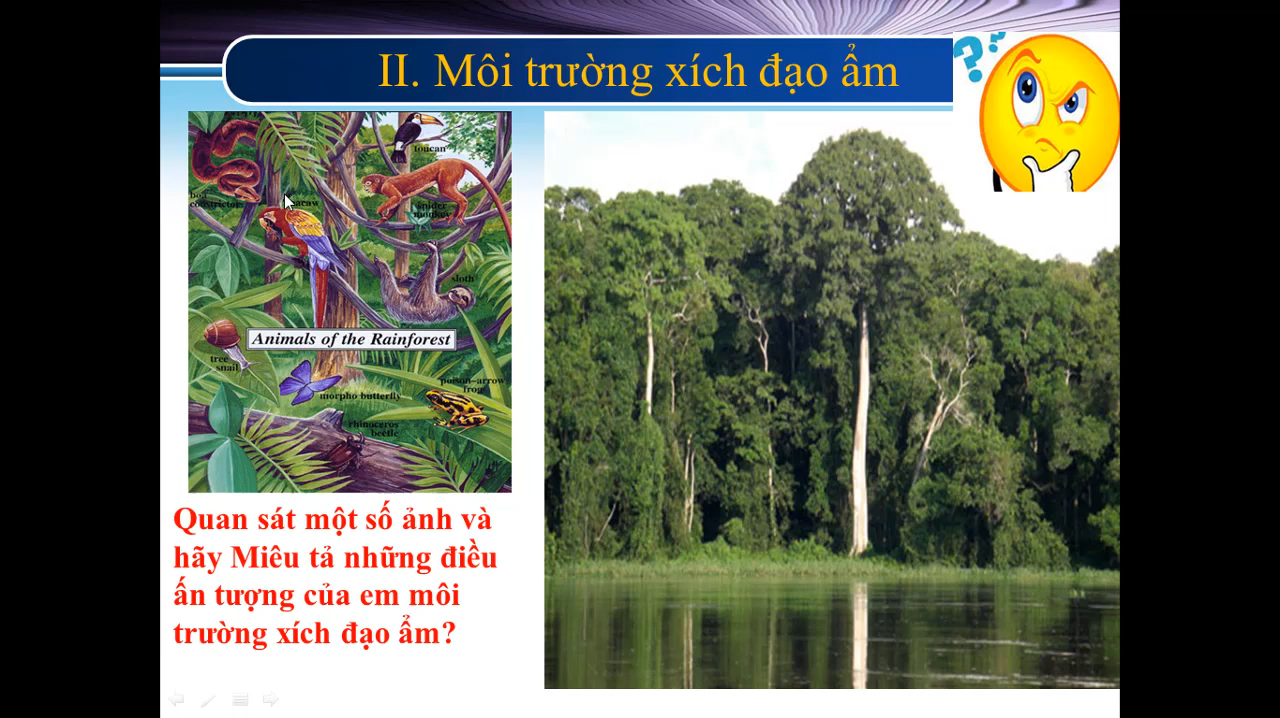 II. Môi trường xích đạo ẩm
toucan
boa
constrictor
macaw
spider
monkey
sloth
Animals of the Rainforest
tree
snail
morpho butterfly
poison-arrow
frog
rhinoceros
beetle
Quan sát một số ảnh và
hãy Miêu tả những điều
ấn tượng của em môi
trường xích đạo ẩm?